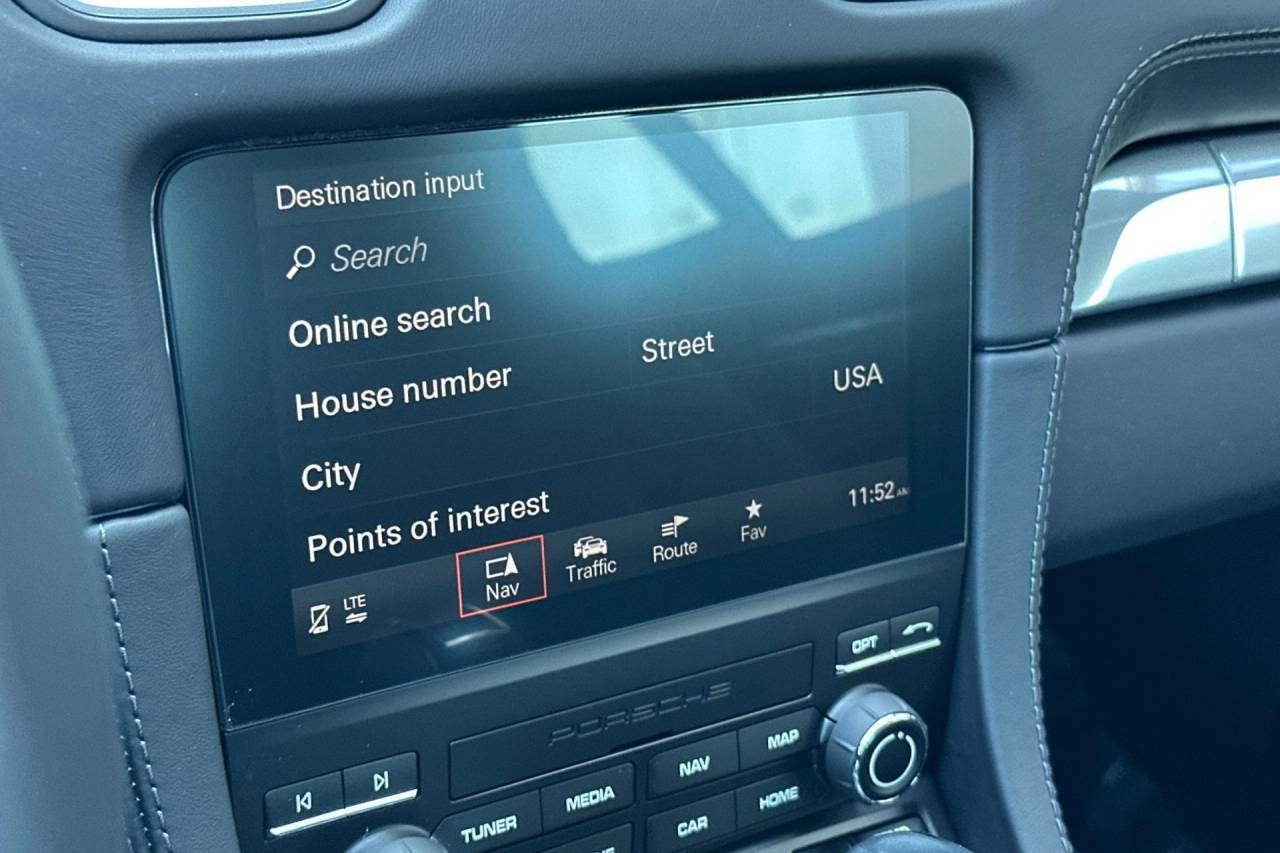 Destination input
Search
Online search
House number Street
City USA
Points of interest
LTE Nav Traffic Route Fav 11:52 AM
OPT
PORSCHE
NAV MAP
TUNER MEDIA
CAR HOME